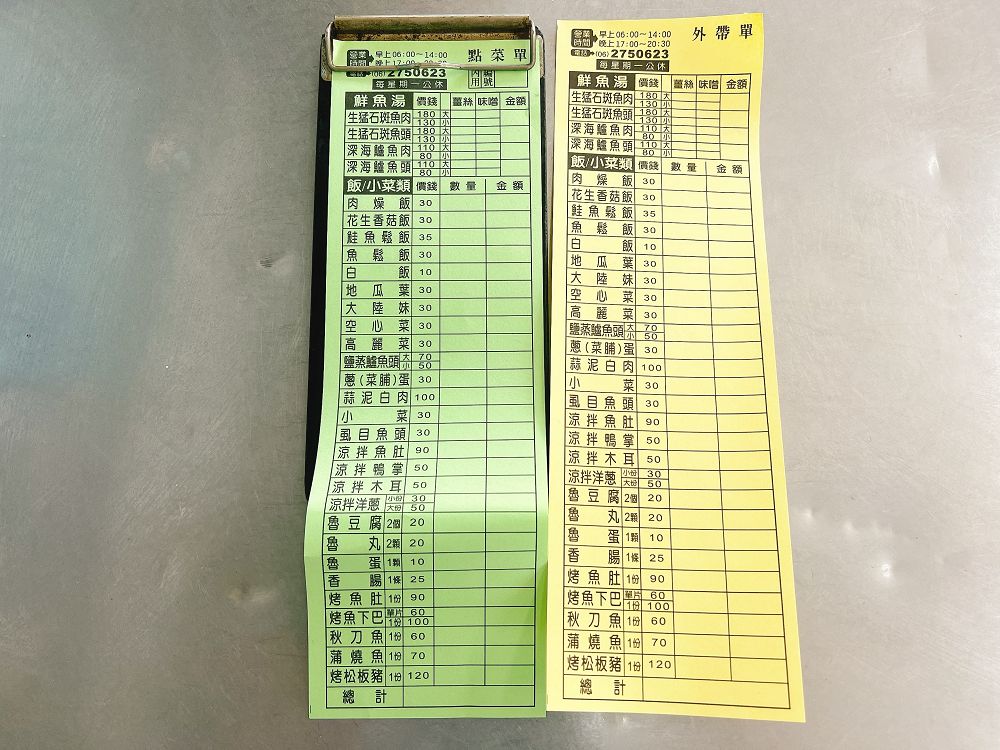 營業時間 早上06:00~14:00 點菜單
晚上17:00~20:30
電話 (06)2750623 內用 編號
每星期一公休
鮮魚湯 價錢 薑絲 味噌 金額
生猛石斑魚肉 180 大 130 小
生猛石斑魚頭 180 大 130 小
深海鱸魚肉 110 大 80 小
深海鱸魚頭 110 大 80 小
飯/小菜類 價錢 數量 金額
肉燥飯 30
花生香菇飯 30
鮭魚鬆飯 35
魚鬆飯 30
白飯 10
地瓜葉 30
大陸妹 30
空心菜 30
高麗菜 30
鹽蒸鱸魚頭 大 70 小 50
蔥(菜脯)蛋 30
蒜泥白肉 100
小菜 30
虱目魚頭 30
涼拌魚肚 90
涼拌鴨掌 50
涼拌木耳 50
涼拌洋蔥 小份 30 大份 50
魯豆腐 2個 20
魯丸 2顆 20
魯蛋 1顆 10
香腸 1條 25
烤魚肚 1份 90
烤魚下巴 單片 60 1份 100
秋刀魚 1份 60
蒲燒魚 1份 70
烤松板豬 1份 120
總計
營業時間 早上06:00~14:00 外帶單
晚上17:00~20:30
電話 (06)2750623
每星期一公休
鮮魚湯 價錢 薑絲 味噌 金額
生猛石斑魚肉 180 大 130 小
生猛石斑魚頭 180 大 130 小
深海鱸魚肉 110 大 80 小
深海鱸魚頭 110 大 80 小
飯/小菜類 價錢 數量 金額
肉燥飯 30
花生香菇飯 30
鮭魚鬆飯 35
魚鬆飯 30
白飯 10
地瓜葉 30
大陸妹 30
空心菜 30
高麗菜 30
鹽蒸鱸魚頭 大 70 小 50
蔥(菜脯)蛋 30
蒜泥白肉 100
小菜 30
虱目魚頭 30
涼拌魚肚 90
涼拌鴨掌 50
涼拌木耳 50
涼拌洋蔥 小份 30 大份 50
魯豆腐 2個 20
魯丸 2顆 20
魯蛋 1顆 10
香腸 1條 25
烤魚肚 1份 90
烤魚下巴 單片 60 1份 100
秋刀魚 1份 60
蒲燒魚 1份 70
烤松板豬 1份 120
總計